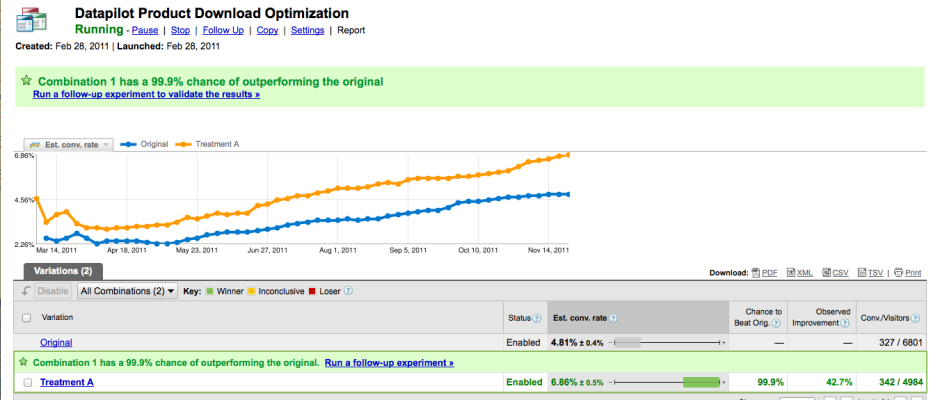 Datapilot Product Download Optimization
Running - Pause | Stop | Follow Up | Copy | Settings | Report
Created: Feb 28, 2011 | Launched: Feb 28, 2011
Combination 1 has a 99.9% chance of outperforming the original
Run a follow-up experiment to validate the results »
Est. conv. rate Original Treatment A
6.86%
4.56%
2.26%
Mar 14, 2011 Apr 18, 2011 May 23, 2011 Jun 27, 2011 Aug 1, 2011 Sep 5, 2011 Oct 10, 2011 Nov 14, 2011
Variations (2) Download: PDF XML CSV TSV | Print
Disable All Combinations (2) Key: Winner Inconclusive Loser ?
Variation Status ? Est. conv. rate ? Chance to Beat Orig. ? Observed Improvement ? Conv./Visitors ?
Original Enabled 4.81% ± 0.4% - + — — 327 / 6801
Combination 1 has a 99.9% chance of outperforming the original. Run a follow-up experiment »
Treatment A Enabled 6.86% ± 0.5% - + 99.9% 42.7% 342 / 4984